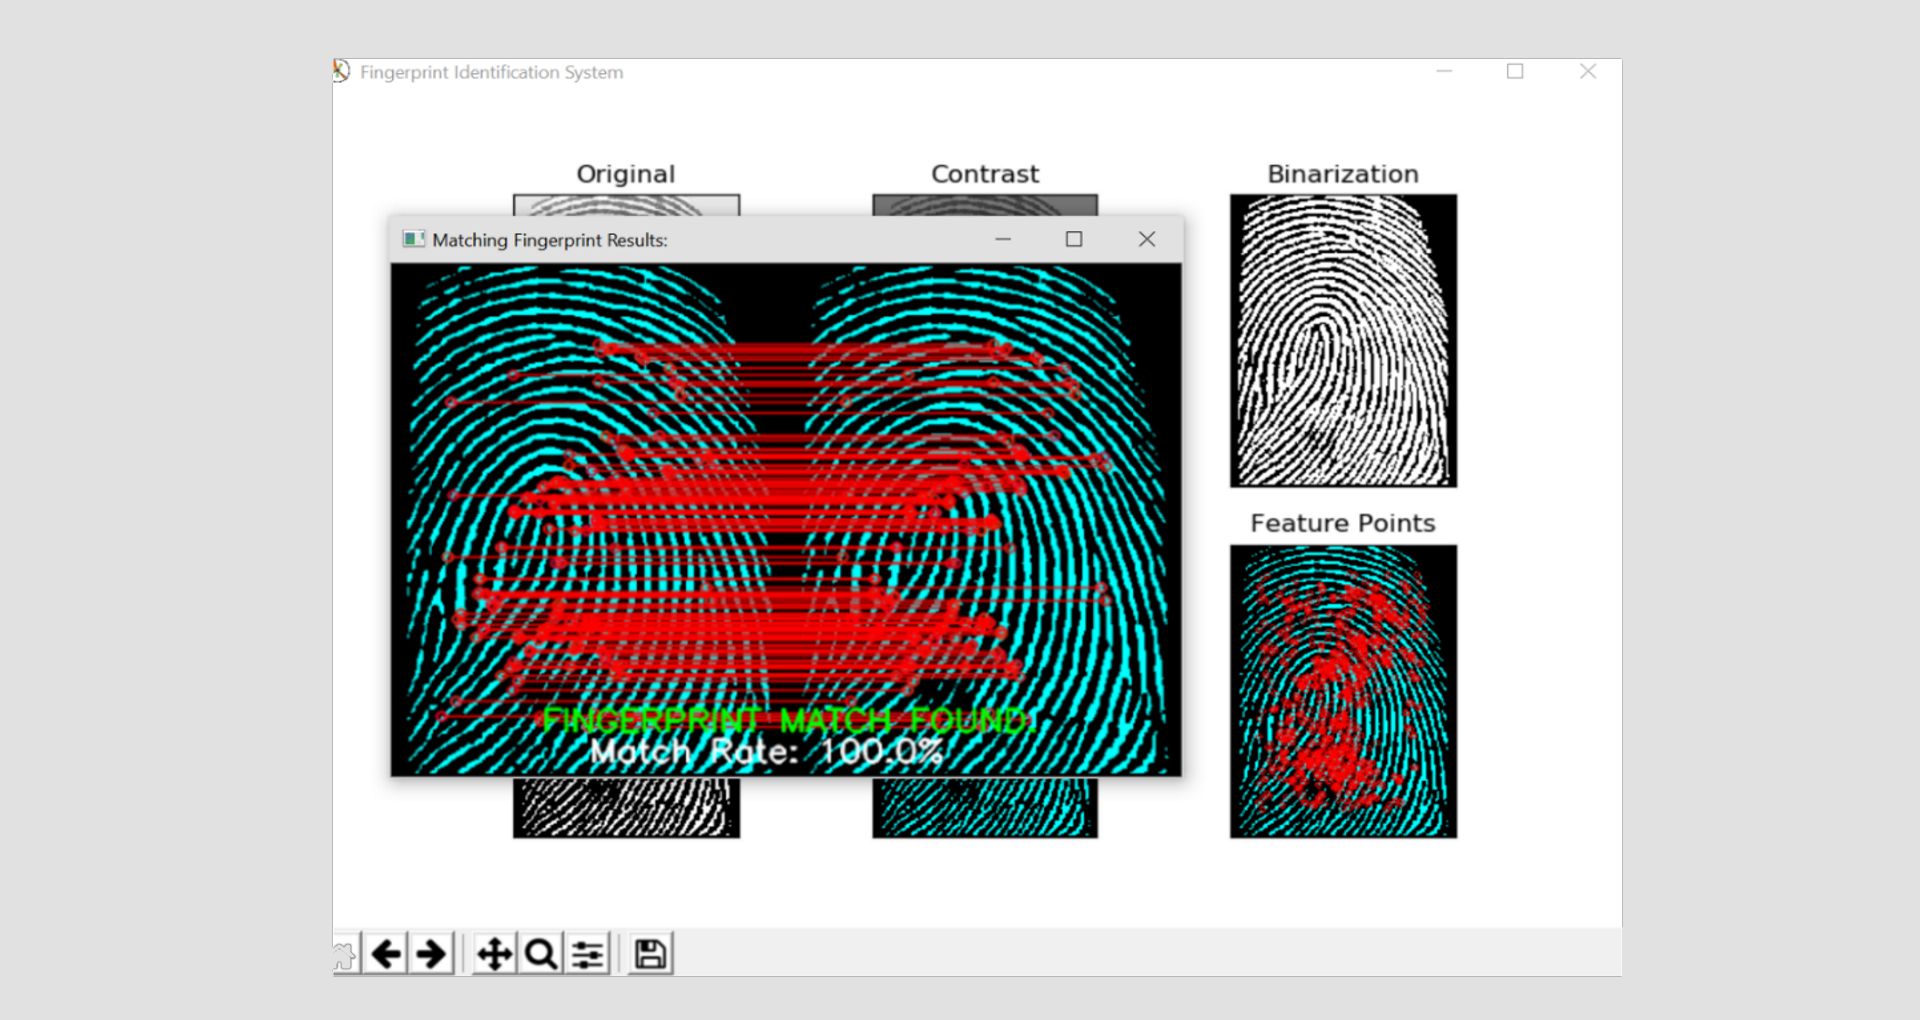 Fingerprint Identification System
Original
Contrast
Binarization
Matching Fingerprint Results:
Feature Points
FINGERPRINT MATCH FOUND!
Match Rate: 100.0%